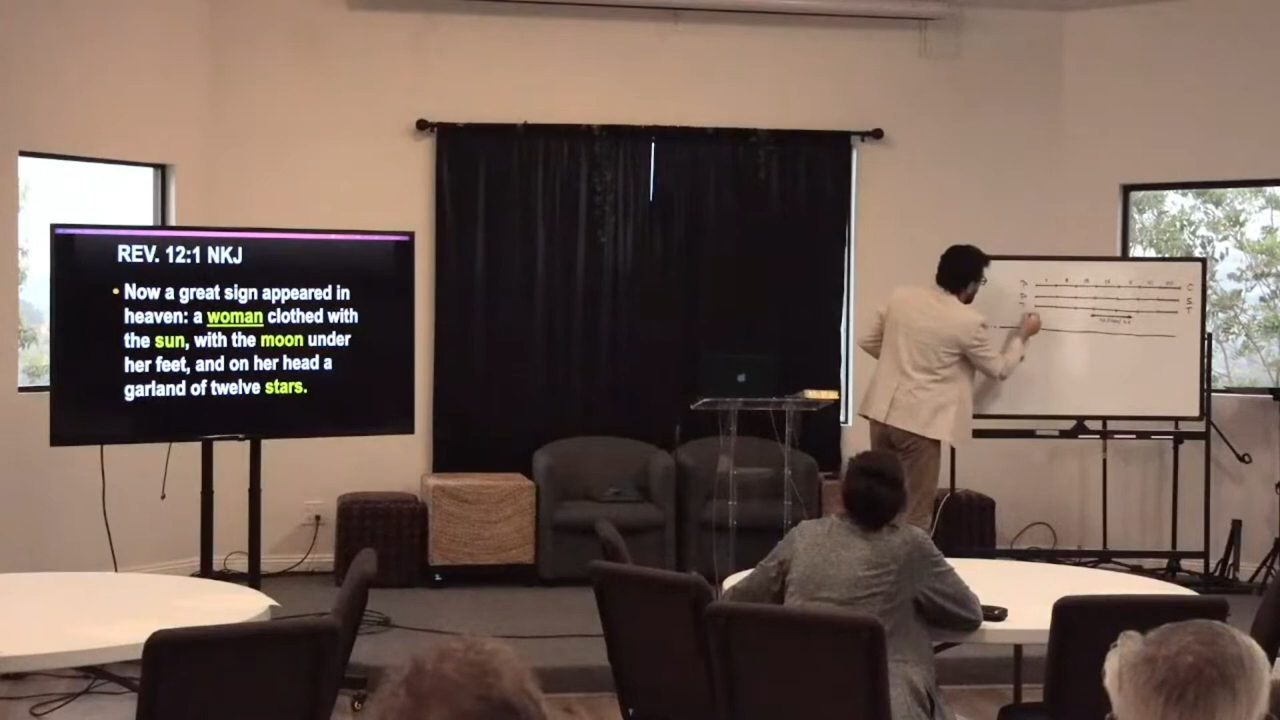 REV. 12:1 NKJ
• Now a great sign appeared in
heaven: a woman clothed with
the sun, with the moon under
her feet, and on her head a
garland of twelve stars.
C
S
T